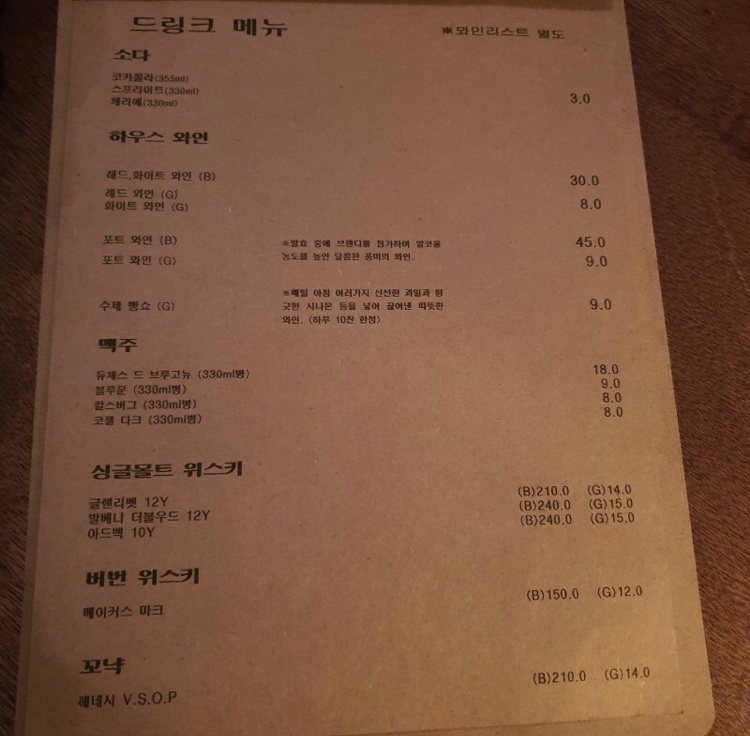 드링크 메뉴 ※와인리스트 별도
소다
코카콜라(355ml)
스프라이트(330ml)
페리에(330ml) 3.0
하우스 와인
레드,화이트 와인 (B) 30.0
레드 와인 (G)
화이트 와인 (G) 8.0
포트 와인 (B) ※발효 중에 브랜디를 첨가하여 알코올 45.0
포트 와인 (G) 농도를 높인 달콤한 풍미의 와인. 9.0
※매일 아침 여러가지 신선한 과일과 향
수제 뱅쇼 (G) 긋한 시나몬 등을 넣어 끓여낸 따뜻한 9.0
와인. (하루 10잔 한정)
맥주
듀체스 드 브루고뉴 (330ml병) 18.0
블루문 (330ml병) 9.0
칼스버그 (330ml병) 8.0
코젤 다크 (330ml병) 8.0
싱글몰트 위스키
글렌리벳 12Y (B)210.0 (G)14.0
발베니 더블우드 12Y (B)240.0 (G)15.0
아드벡 10Y (B)240.0 (G)15.0
버번 위스키
메이커스 마크 (B)150.0 (G)12.0
꼬냑
헤네시 V.S.O.P (B)210.0 (G)14.0